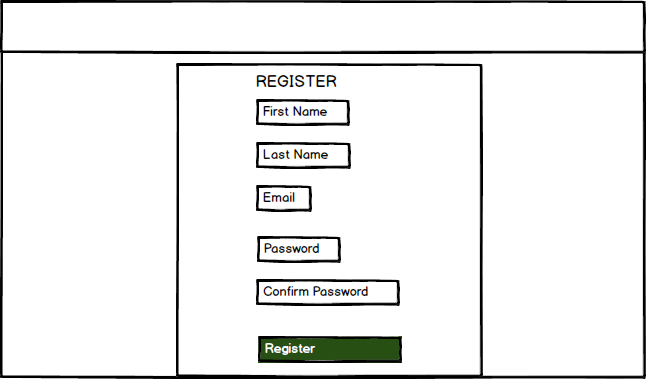 REGISTER
First Name
Last Name
Email
Password
Confirm Password
Register